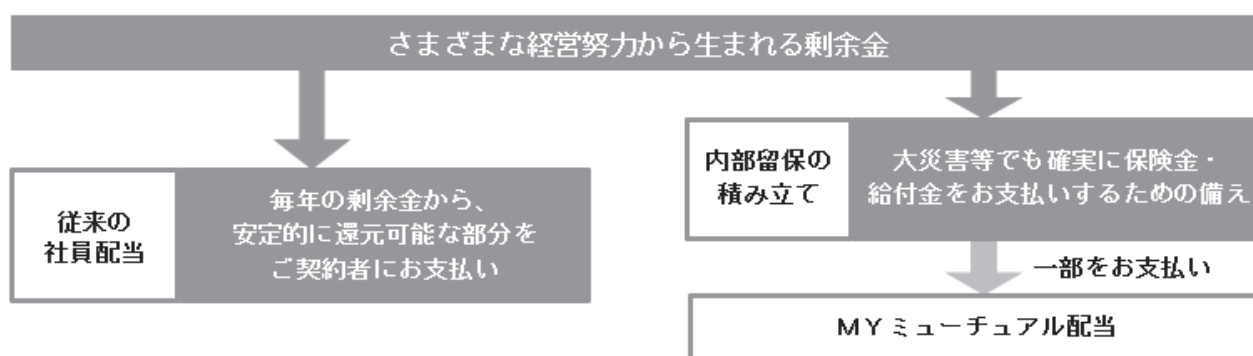 さまざまな経営努力から生まれる剰余金
従来の
社員配当
毎年の剰余金から、
安定的に還元可能な部分を
ご契約者にお支払い
内部留保の
積み立て
大災害等でも確実に保険金・
給付金をお支払いするための備え
一部をお支払い
MYミューチュアル配当